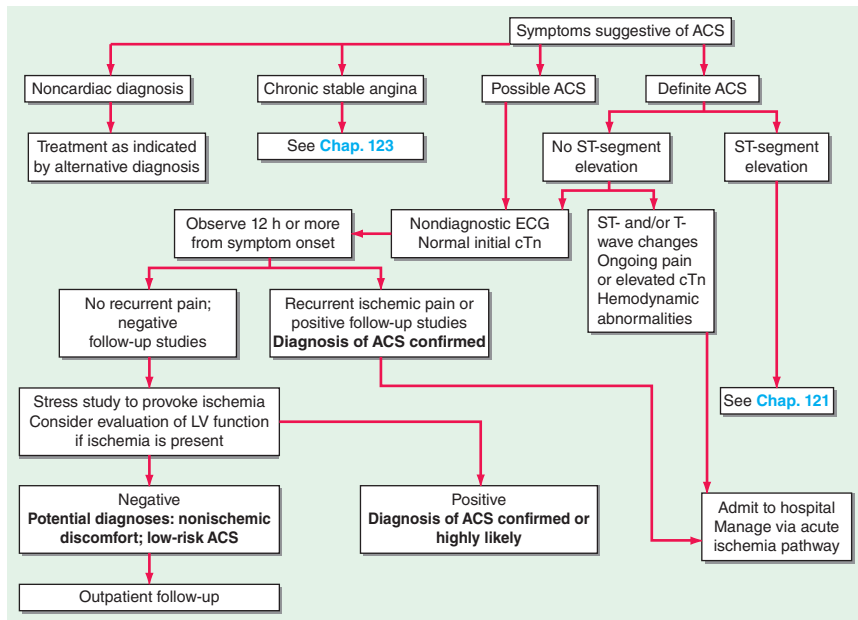 Symptoms suggestive of ACS
Noncardiac diagnosis
Chronic stable angina
Possible ACS
Definite ACS
Treatment as indicated
by alternative diagnosis
See Chap. 123
No ST-segment
elevation
ST-segment
elevation
Observe 12 h or more
from symptom onset
Nondiagnostic ECG
Normal initial cTn
ST- and/or T-
wave changes
Ongoing pain
or elevated cTn
Hemodynamic
abnormalities
No recurrent pain;
negative
follow-up studies
Recurrent ischemic pain or
positive follow-up studies
Diagnosis of ACS confirmed
Stress study to provoke ischemia
Consider evaluation of LV function
if ischemia is present
See Chap. 121
Negative
Potential diagnoses: nonischemic
discomfort; low-risk ACS
Positive
Diagnosis of ACS confirmed or
highly likely
Admit to hospital
Manage via acute
ischemia pathway
Outpatient follow-up